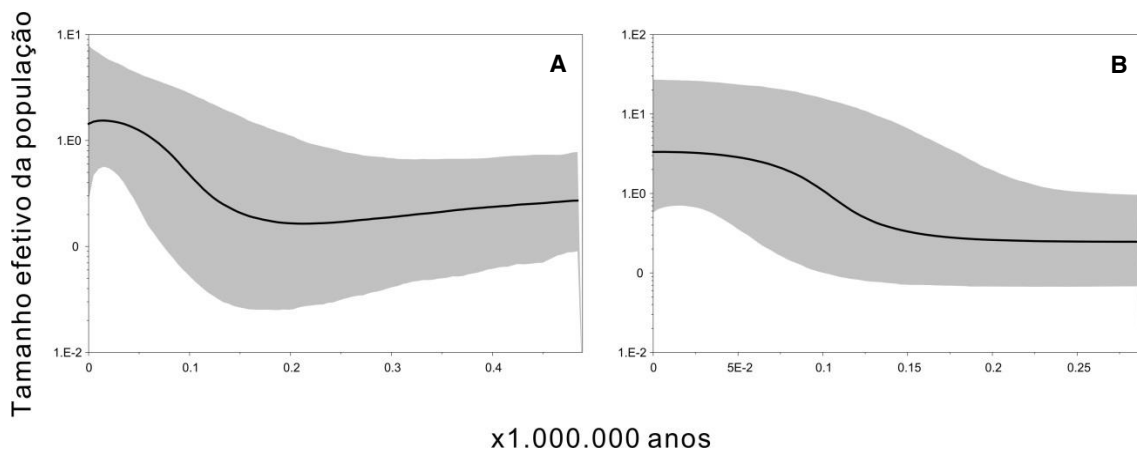 Tamanho efetivo da população
1.E1
1.E0
0
1.E-2
A
0 0.1 0.2 0.3 0.4
1.E2
1.E1
1.E0
0
1.E-2
B
0 5E-2 0.1 0.15 0.2 0.25
x1.000.000 anos